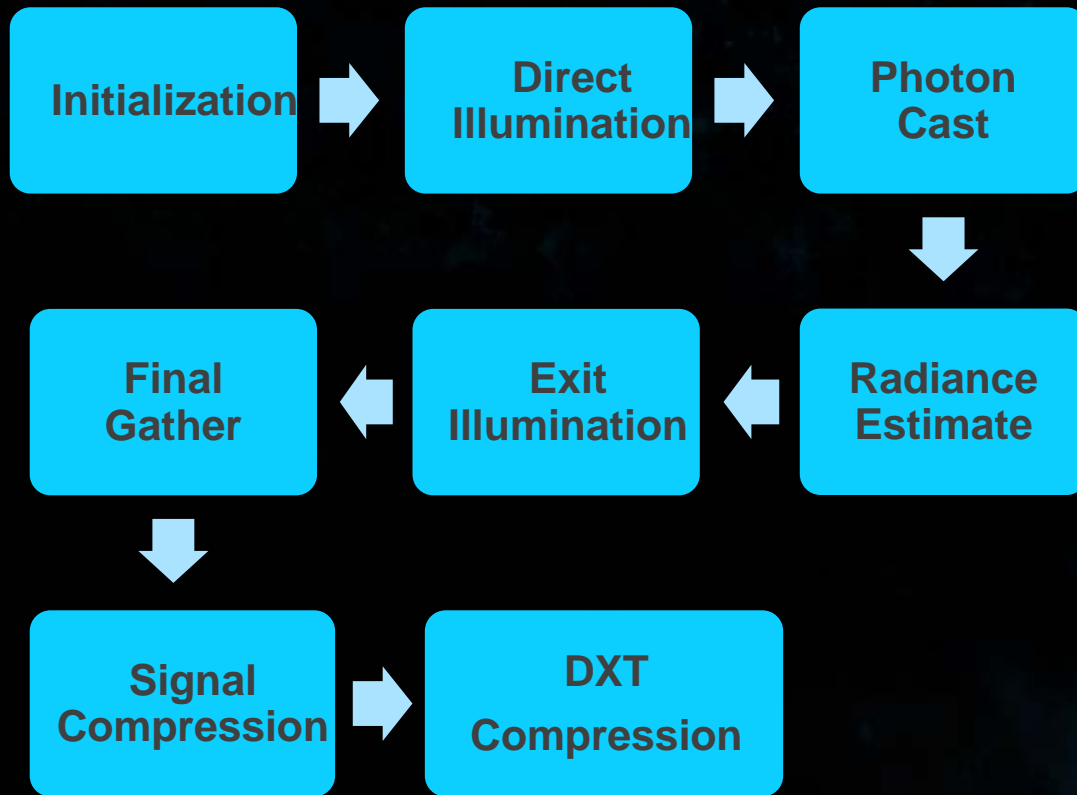 Initialization
Direct
Illumination
Photon
Cast
Radiance
Estimate
Exit
Illumination
Final
Gather
Signal
Compression
DXT
Compression